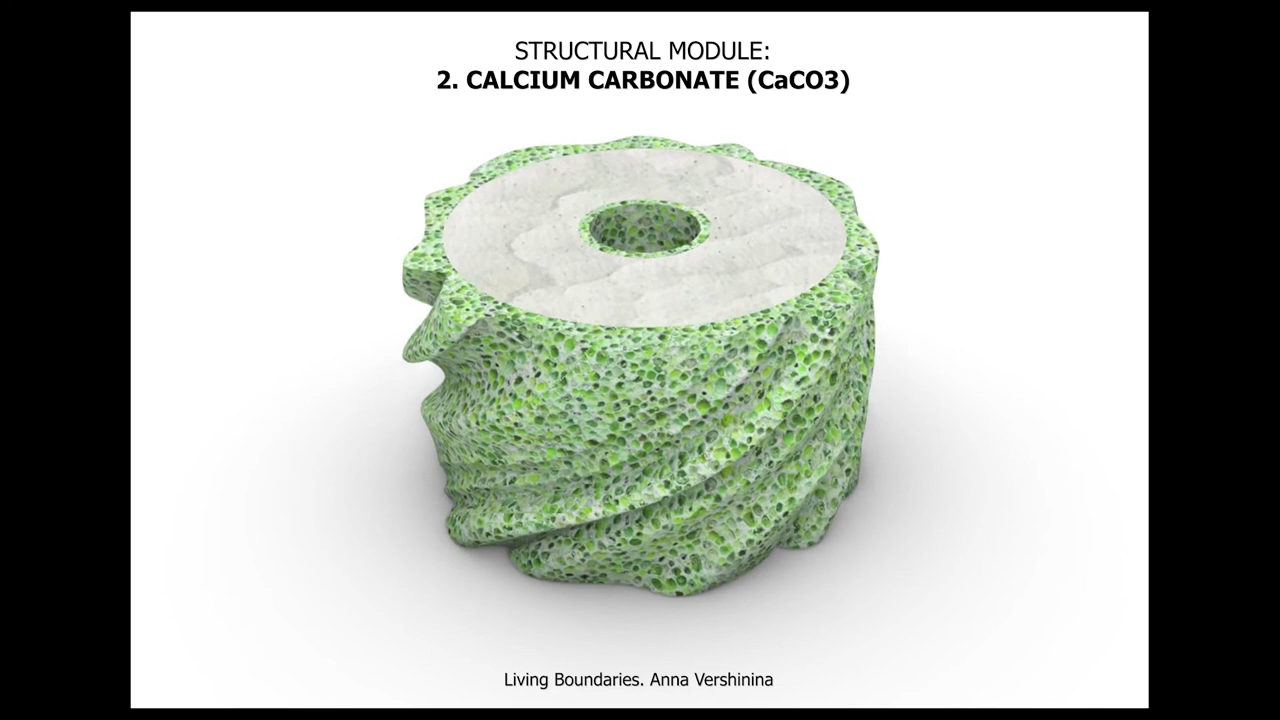 STRUCTURAL MODULE:
2. CALCIUM CARBONATE (CaCO3)
Living Boundaries. Anna Vershinina